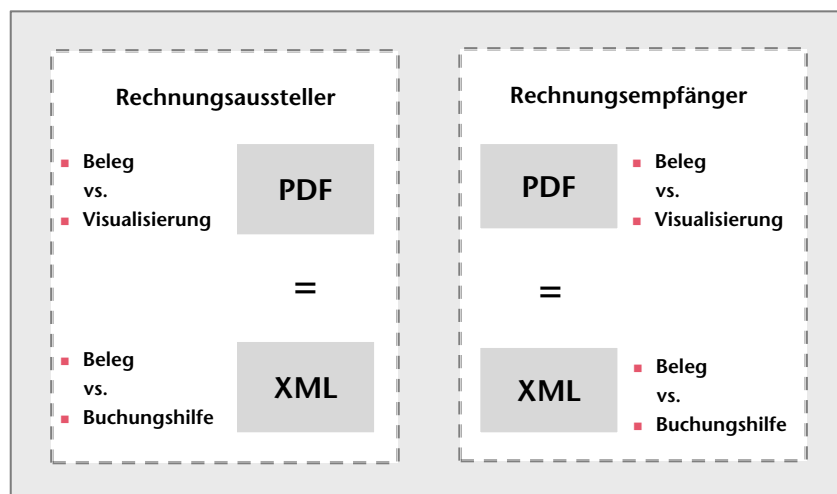 Rechnungsaussteller
Beleg
vs.
Visualisierung
PDF
=
Beleg
vs.
Buchungshilfe
XML
Rechnungsempfänger
PDF
Beleg
vs.
Visualisierung
=
XML
Beleg
vs.
Buchungshilfe